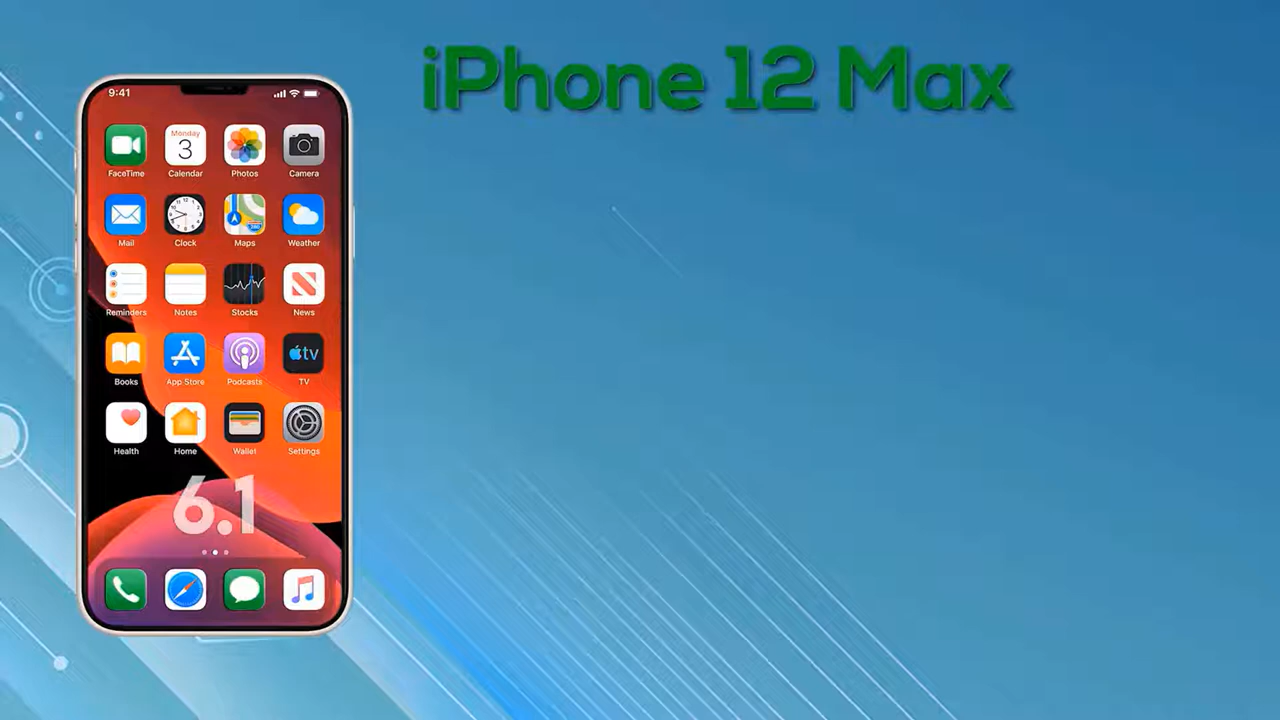 iPhone 12 Max
9:41
Monday
3
FaceTime Calendar Photos Camera
Mail Clock Maps Weather
Reminders Notes Stocks News
tv
Books App Store Podcasts TV
Health Home Wallet Settings
6.1